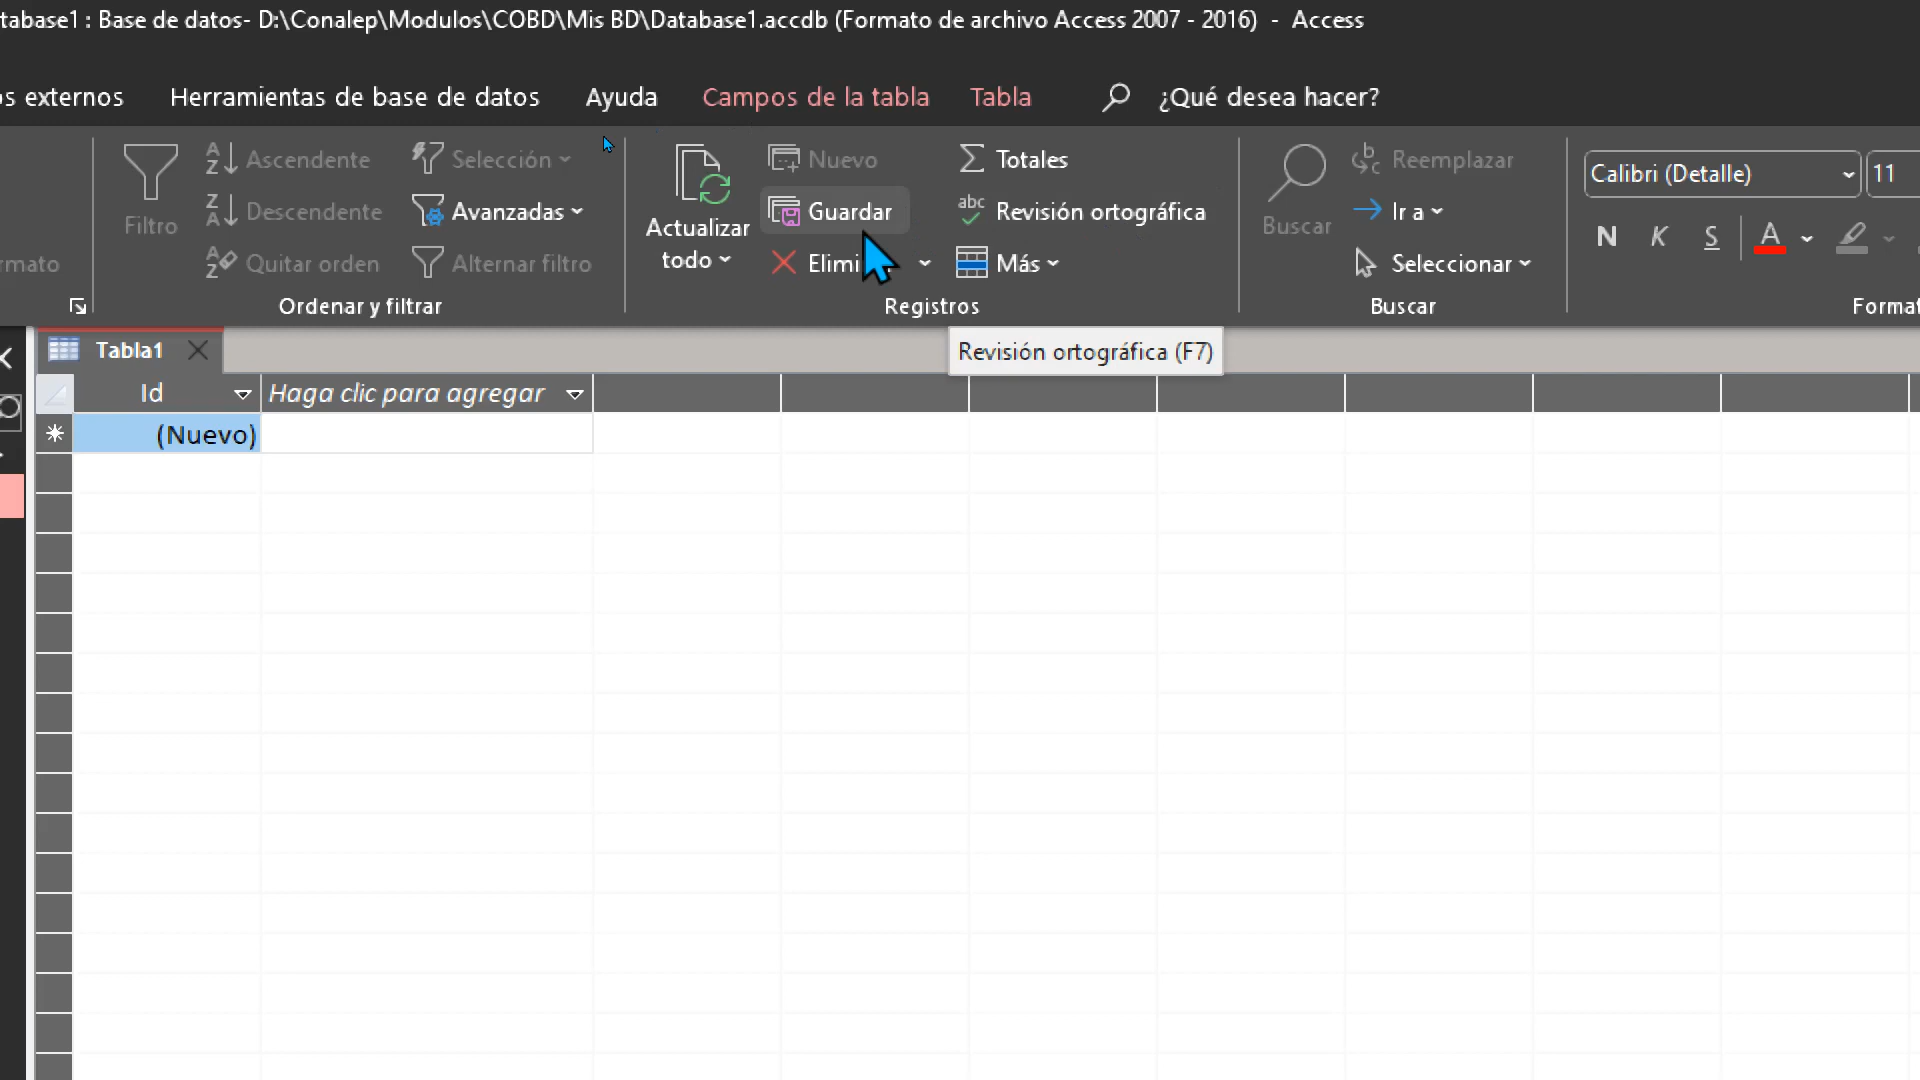 tabase1 : Base de datos- D:\Conalep\Modulos\COBD\Mis BD\Database1.accdb (Formato de archivo Access 2007 - 2016) - Access
os externos Herramientas de base de datos Ayuda Campos de la tabla Tabla ¿Qué desea hacer?
Filtro
Ascendente
Descendente
Quitar orden
Selección
Avanzadas
Alternar filtro
Ordenar y filtrar
rmato
Actualizar
todo
Nuevo
Guardar
Elimi
Totales
Revisión ortográfica
Más
Registros
Buscar
Reemplazar
Ir a
Seleccionar
Buscar
Calibri (Detalle) 11
N K S A
Format
Tabla1
Revisión ortográfica (F7)
Id Haga clic para agregar
(Nuevo)